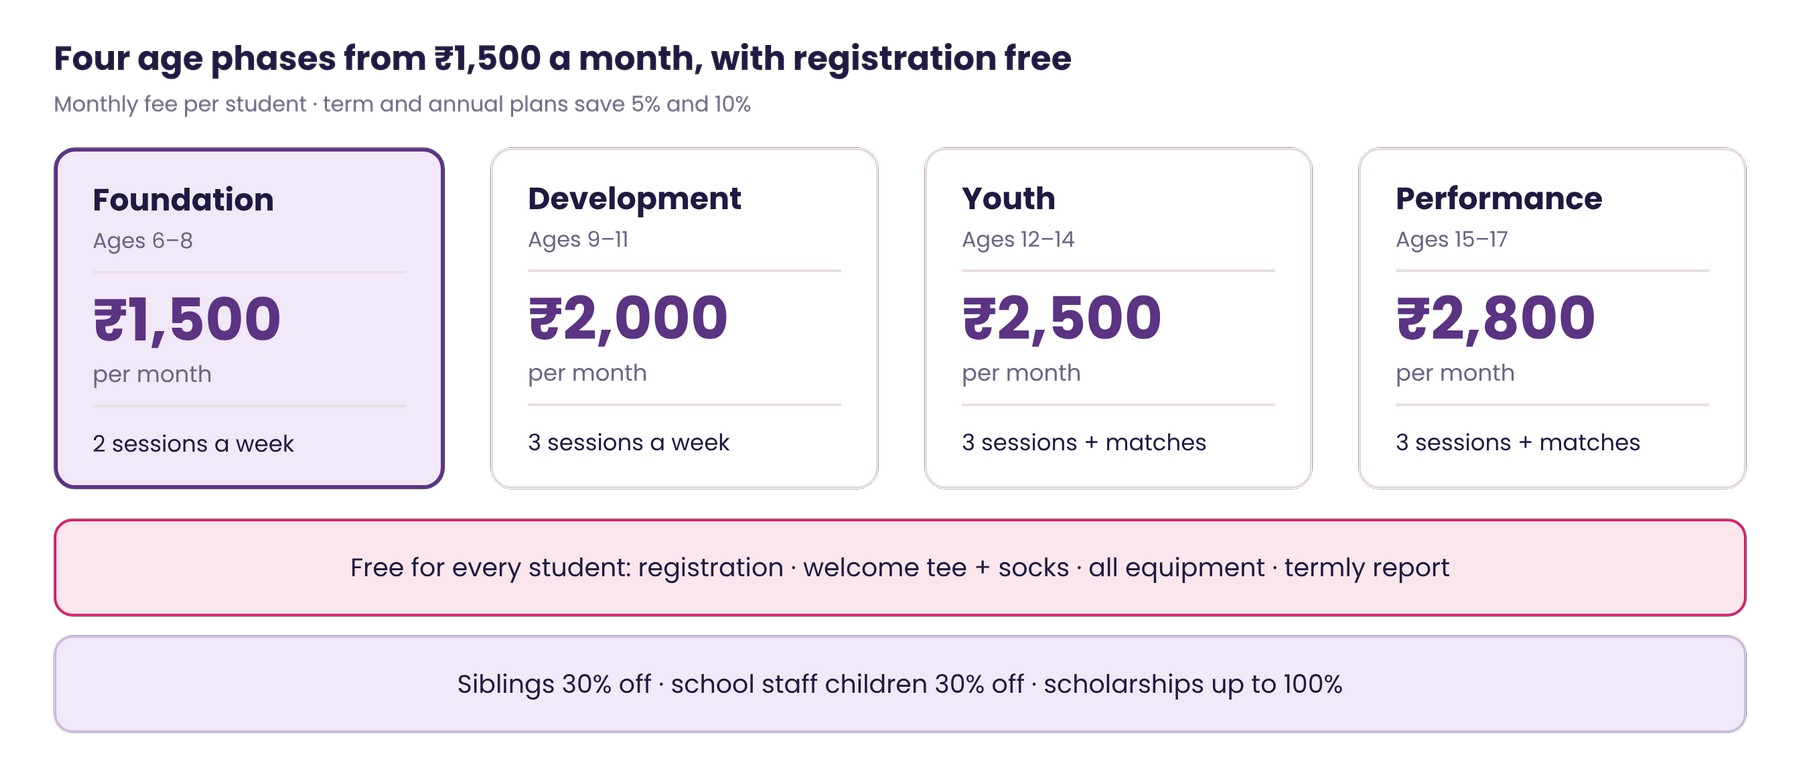 Four age phases from ₹1,500 a month, with registration free
Monthly fee per student · term and annual plans save 5% and 10%
Foundation
Ages 6–8
₹1,500
per month
2 sessions a week
Development
Ages 9–11
₹2,000
per month
3 sessions a week
Youth
Ages 12–14
₹2,500
per month
3 sessions + matches
Performance
Ages 15–17
₹2,800
per month
3 sessions + matches
Free for every student: registration · welcome tee + socks · all equipment · termly report
Siblings 30% off · school staff children 30% off · scholarships up to 100%